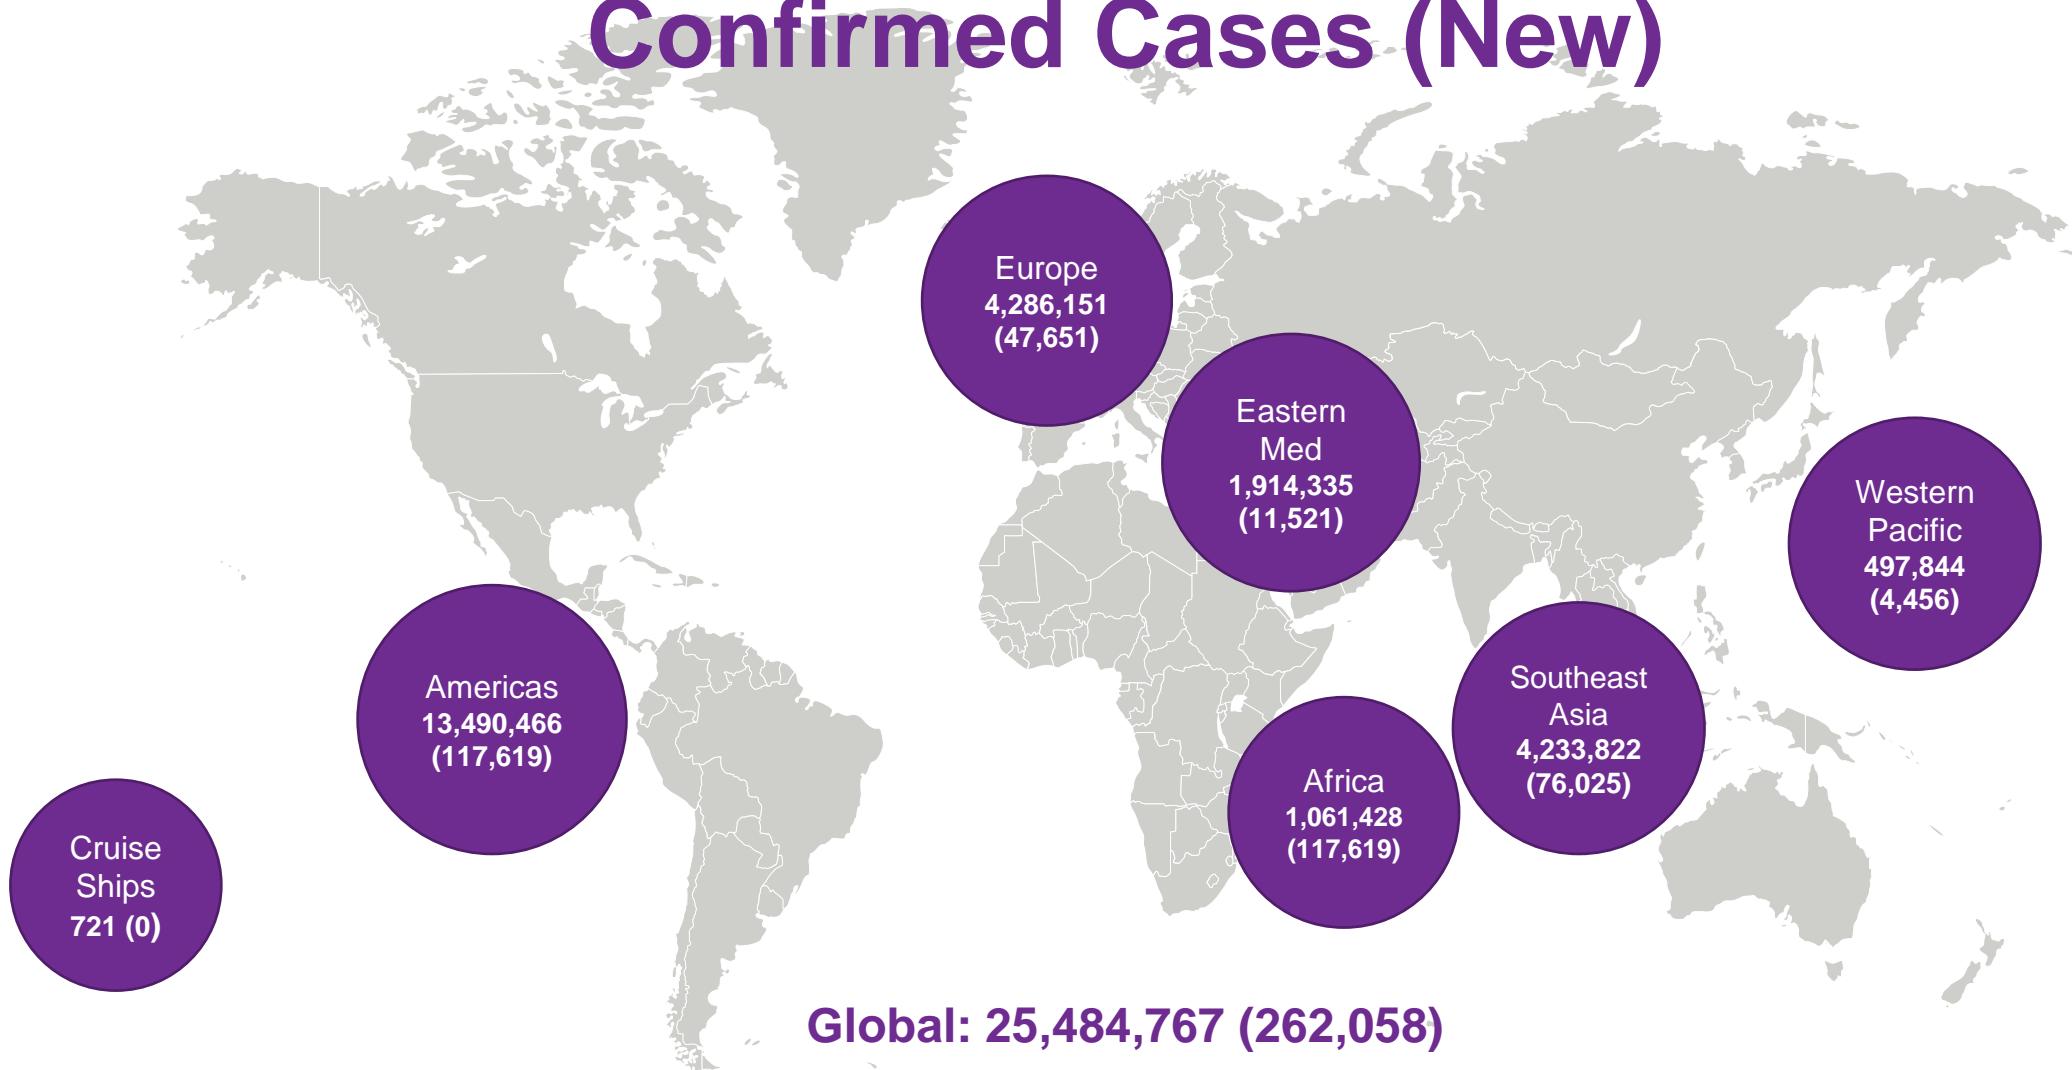 Confirmed Cases (New)
Europe
4,286,151
(47,651)
Eastern
Med
1,914,335
(11,521)
Western
Pacific
497,844
(4,456)
Americas
13,490,466
(117,619)
Southeast
Asia
4,233,822
(76,025)
Africa
1,061,428
(117,619)
Cruise
Ships
721 (0)
Global: 25,484,767 (262,058)